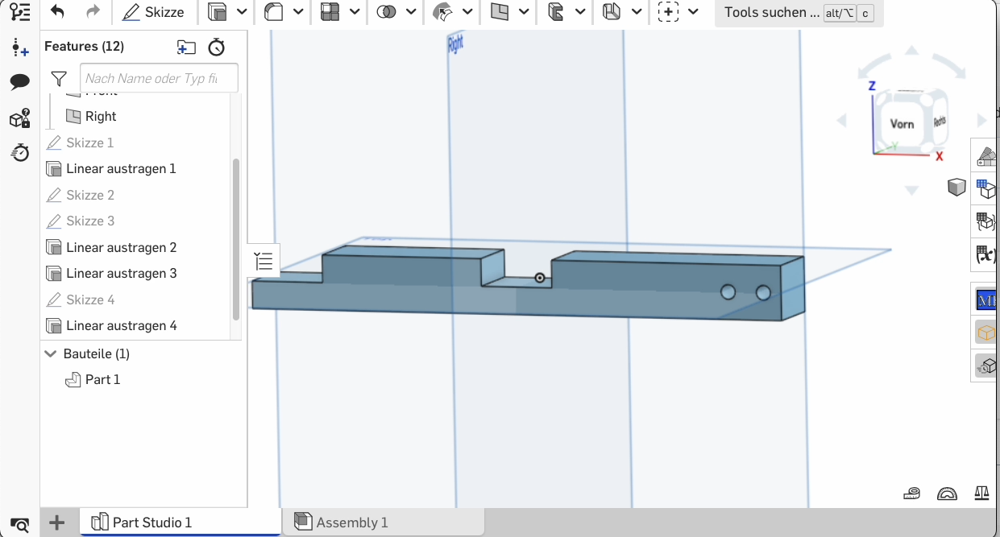 Skizze
Tools suchen ... alt/⌥ c
Features (12)
Nach Name oder Typ fil
Front
Right
Skizze 1
Linear austragen 1
Skizze 2
Skizze 3
Linear austragen 2
Linear austragen 3
Skizze 4
Linear austragen 4
Bauteile (1)
Part 1
Right
Z
Vorn
Rechts
Y
X
Part Studio 1
Assembly 1